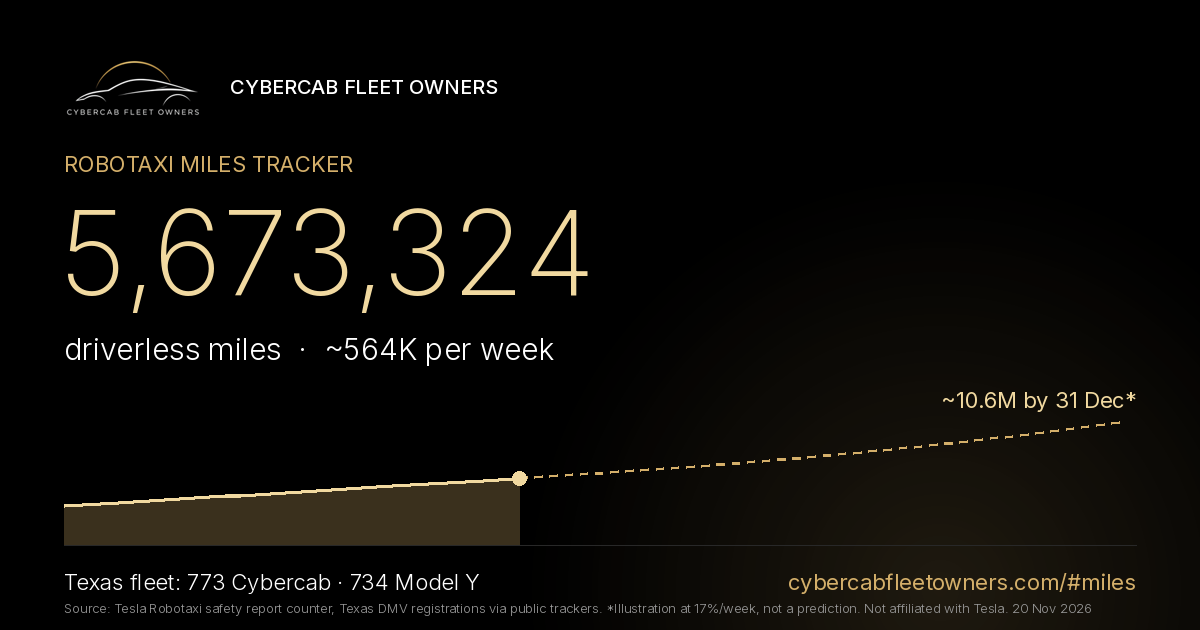 CYBERCAB FLEET OWNERS
CYBERCAB FLEET OWNERS
ROBOTAXI MILES TRACKER
5,673,324
driverless miles · ~564K per week
~10.6M by 31 Dec*
Texas fleet: 773 Cybercab · 734 Model Y
cybercabfleetowners.com/#miles
Source: Tesla Robotaxi safety report counter, Texas DMV registrations via public trackers. *Illustration at 17%/week, not a prediction. Not affiliated with Tesla. 20 Nov 2026